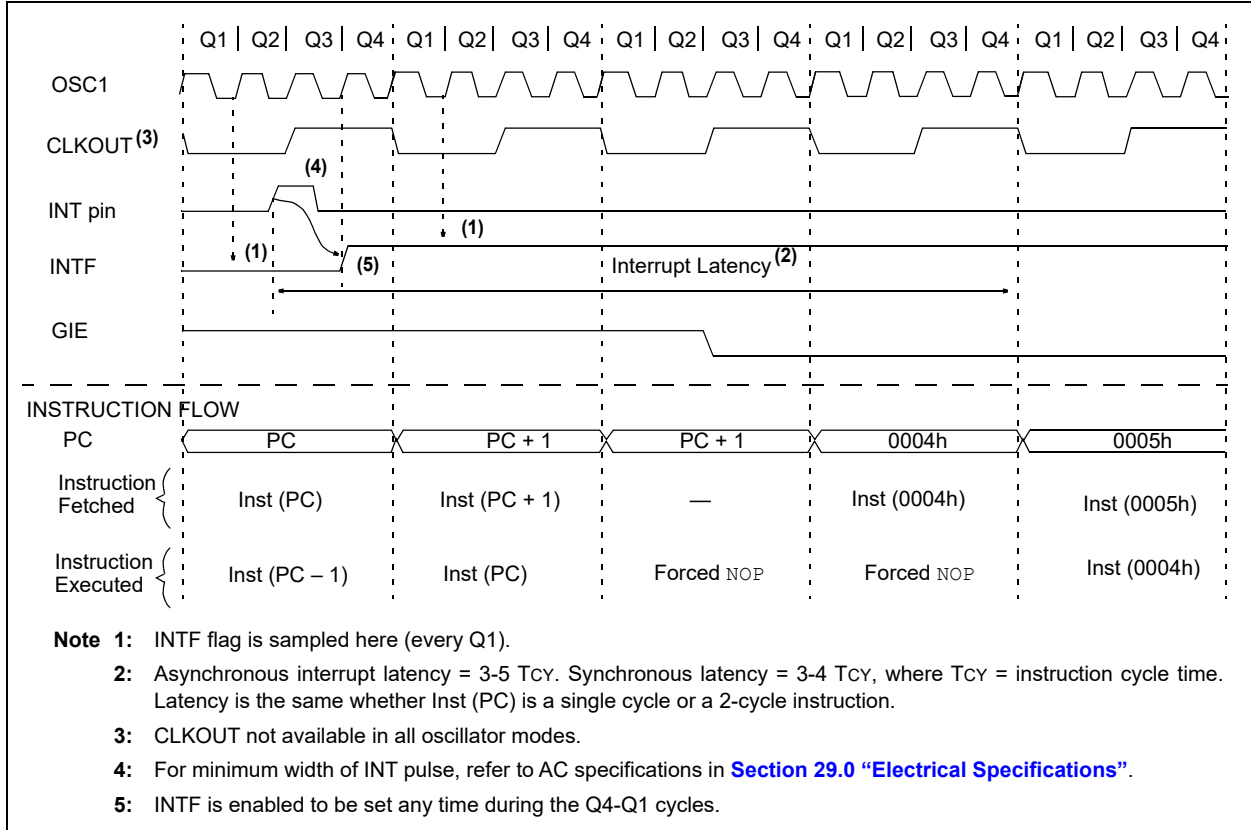 Q1 | Q2 | Q3 | Q4 Q1 | Q2 | Q3 | Q4 Q1 | Q2 | Q3 | Q4 Q1 | Q2 | Q3 | Q4 Q1 | Q2 | Q3 | Q4
OSC1
CLKOUT (3)
(4)
INT pin
(1)
(1)
INTF
(5)
Interrupt Latency (2)
GIE
INSTRUCTION FLOW
PC PC PC + 1 PC + 1 0004h 0005h
Instruction
Fetched
Inst (PC) Inst (PC + 1) — Inst (0004h) Inst (0005h)
Instruction
Executed
Inst (PC – 1) Inst (PC) Forced NOP Forced NOP Inst (0004h)
Note 1: INTF flag is sampled here (every Q1).
2: Asynchronous interrupt latency = 3-5 TCY. Synchronous latency = 3-4 TCY, where TCY = instruction cycle time.
Latency is the same whether Inst (PC) is a single cycle or a 2-cycle instruction.
3: CLKOUT not available in all oscillator modes.
4: For minimum width of INT pulse, refer to AC specifications in Section 29.0 “Electrical Specifications”.
5: INTF is enabled to be set any time during the Q4-Q1 cycles.